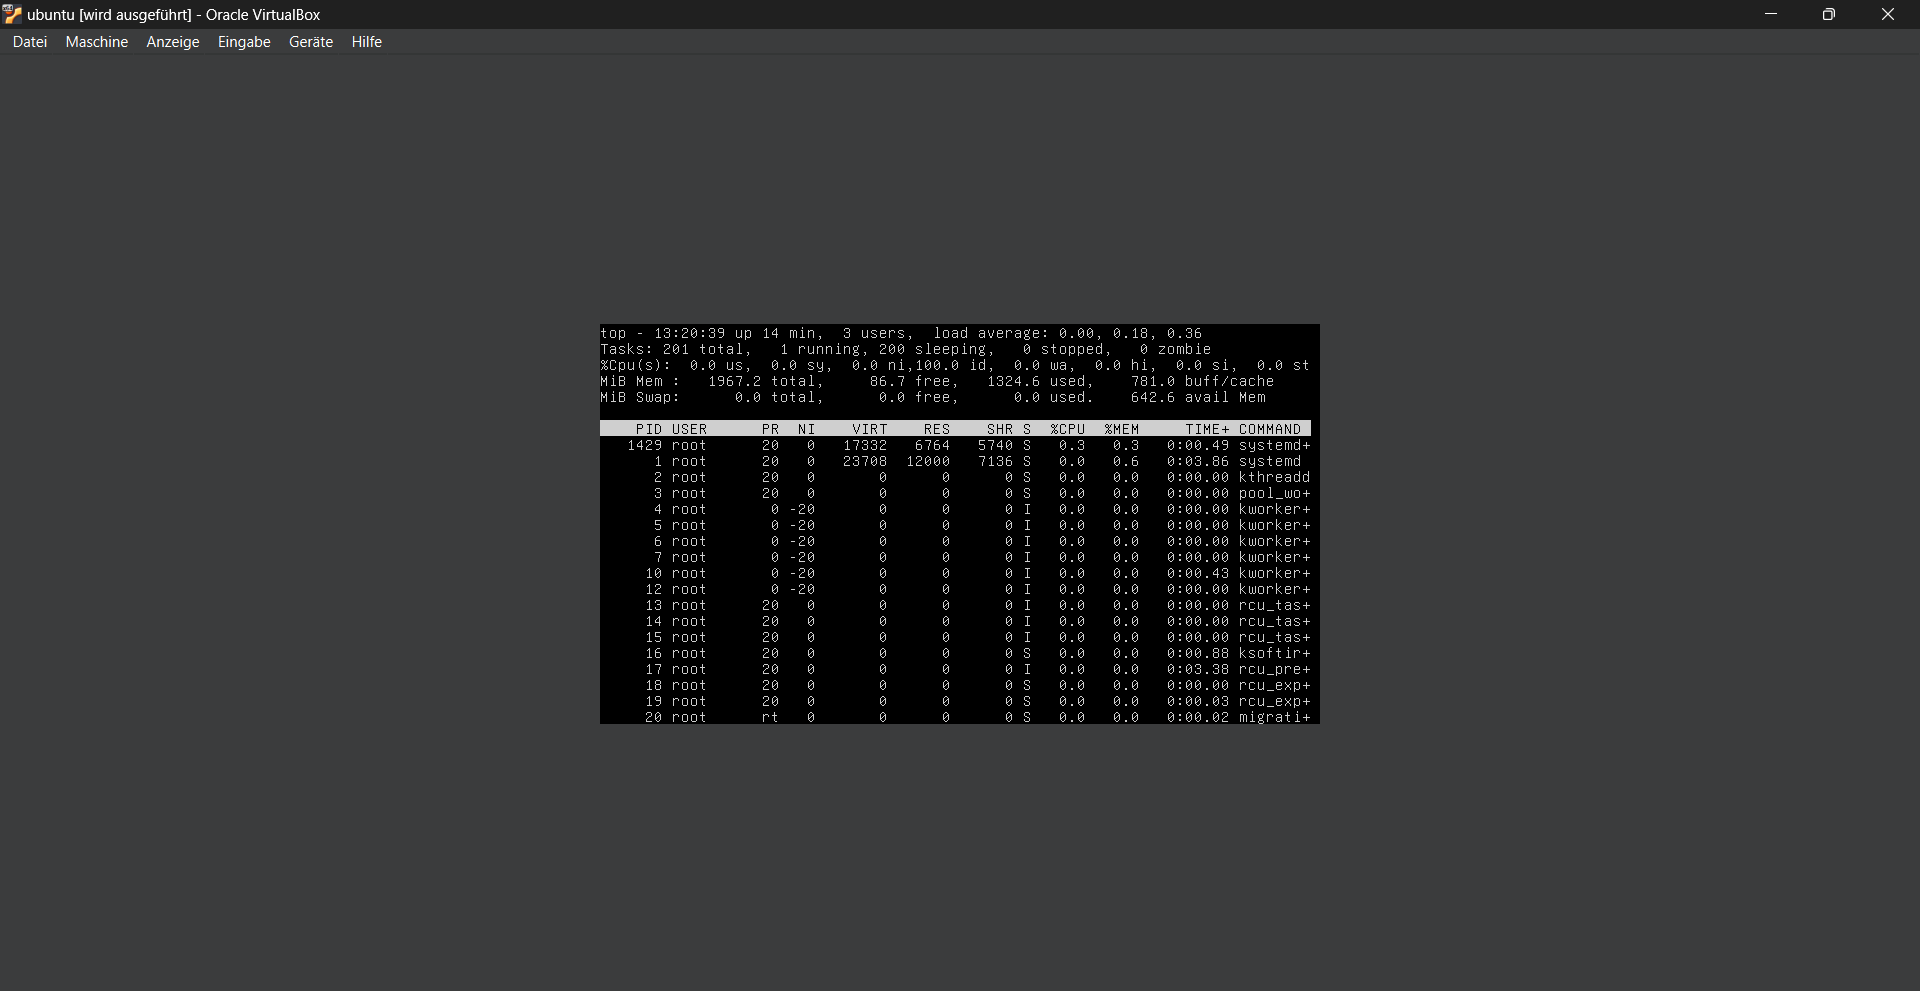 ubuntu [wird ausgeführt] - Oracle VirtualBox
Datei Maschine Anzeige Eingabe Geräte Hilfe
top - 13:20:39 up 14 min,  3 users,  load average: 0.00, 0.18, 0.36
Tasks: 201 total,   1 running, 200 sleeping,   0 stopped,   0 zombie
%Cpu(s):  0.0 us,  0.0 sy,  0.0 ni,100.0 id,  0.0 wa,  0.0 hi,  0.0 si,  0.0 st
MiB Mem :   1967.2 total,     86.7 free,   1324.6 used,    781.0 buff/cache
MiB Swap:      0.0 total,      0.0 free,      0.0 used.    642.6 avail Mem
PID USER PR NI VIRT RES SHR S %CPU %MEM TIME+ COMMAND
1429 root 20 0 17332 6764 5740 S 0.3 0.3 0:00.49 systemd+
1 root 20 0 23708 12000 7136 S 0.0 0.6 0:03.86 systemd
2 root 20 0 0 0 0 S 0.0 0.0 0:00.00 kthreadd
3 root 20 0 0 0 0 S 0.0 0.0 0:00.00 pool_wo+
4 root 0 -20 0 0 0 I 0.0 0.0 0:00.00 kworker+
5 root 0 -20 0 0 0 I 0.0 0.0 0:00.00 kworker+
6 root 0 -20 0 0 0 I 0.0 0.0 0:00.00 kworker+
7 root 0 -20 0 0 0 I 0.0 0.0 0:00.00 kworker+
10 root 0 -20 0 0 0 I 0.0 0.0 0:00.43 kworker+
12 root 0 -20 0 0 0 I 0.0 0.0 0:00.00 kworker+
13 root 20 0 0 0 0 I 0.0 0.0 0:00.00 rcu_tas+
14 root 20 0 0 0 0 I 0.0 0.0 0:00.00 rcu_tas+
15 root 20 0 0 0 0 I 0.0 0.0 0:00.00 rcu_tas+
16 root 20 0 0 0 0 S 0.0 0.0 0:00.88 ksoftir+
17 root 20 0 0 0 0 I 0.0 0.0 0:03.38 rcu_pre+
18 root 20 0 0 0 0 S 0.0 0.0 0:00.00 rcu_exp+
19 root 20 0 0 0 0 S 0.0 0.0 0:00.03 rcu_exp+
20 root rt 0 0 0 0 S 0.0 0.0 0:00.02 migrati+